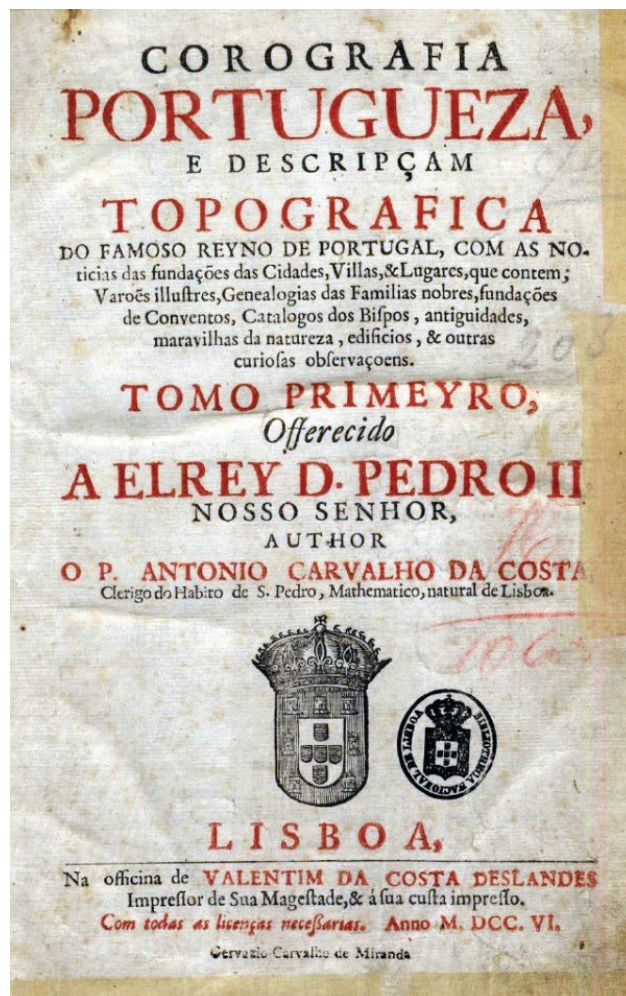 COROGRAFIA
PORTUGUEZA,
E DESCRIPÇAM
TOPOGRAFICA
DO FAMOSO REYNO DE PORTUGAL, COM AS NO-
ticias das fundações das Cidades, Villas, & Lugares, que contem;
Varoẽs illuſtres, Genealogias das Familias nobres, fundações
de Conventos, Catalogos dos Biſpos, antiguidades,
maravilhas da natureza, edificios, & outras
curioſas obſervaçoens.
TOMO PRIMEYRO,
Offerecido
A ELREY D. PEDRO II
NOSSO SENHOR,
AUTHOR
O P. ANTONIO CARVALHO DA COSTA,
Clerigo do Habito de S. Pedro, Mathematico, natural de Lisboa.
BIBLIOTHECA NACIONAL DE LISBOA
LISBOA,
Na officina de VALENTIM DA COSTA DESLANDES
Impreſſor de Sua Mageſtade, & á ſua cuſta impreſſo.
Com todas as licenças neceßarias. Anno M. DCC. VI.
Gervazio Carvalho de Miranda